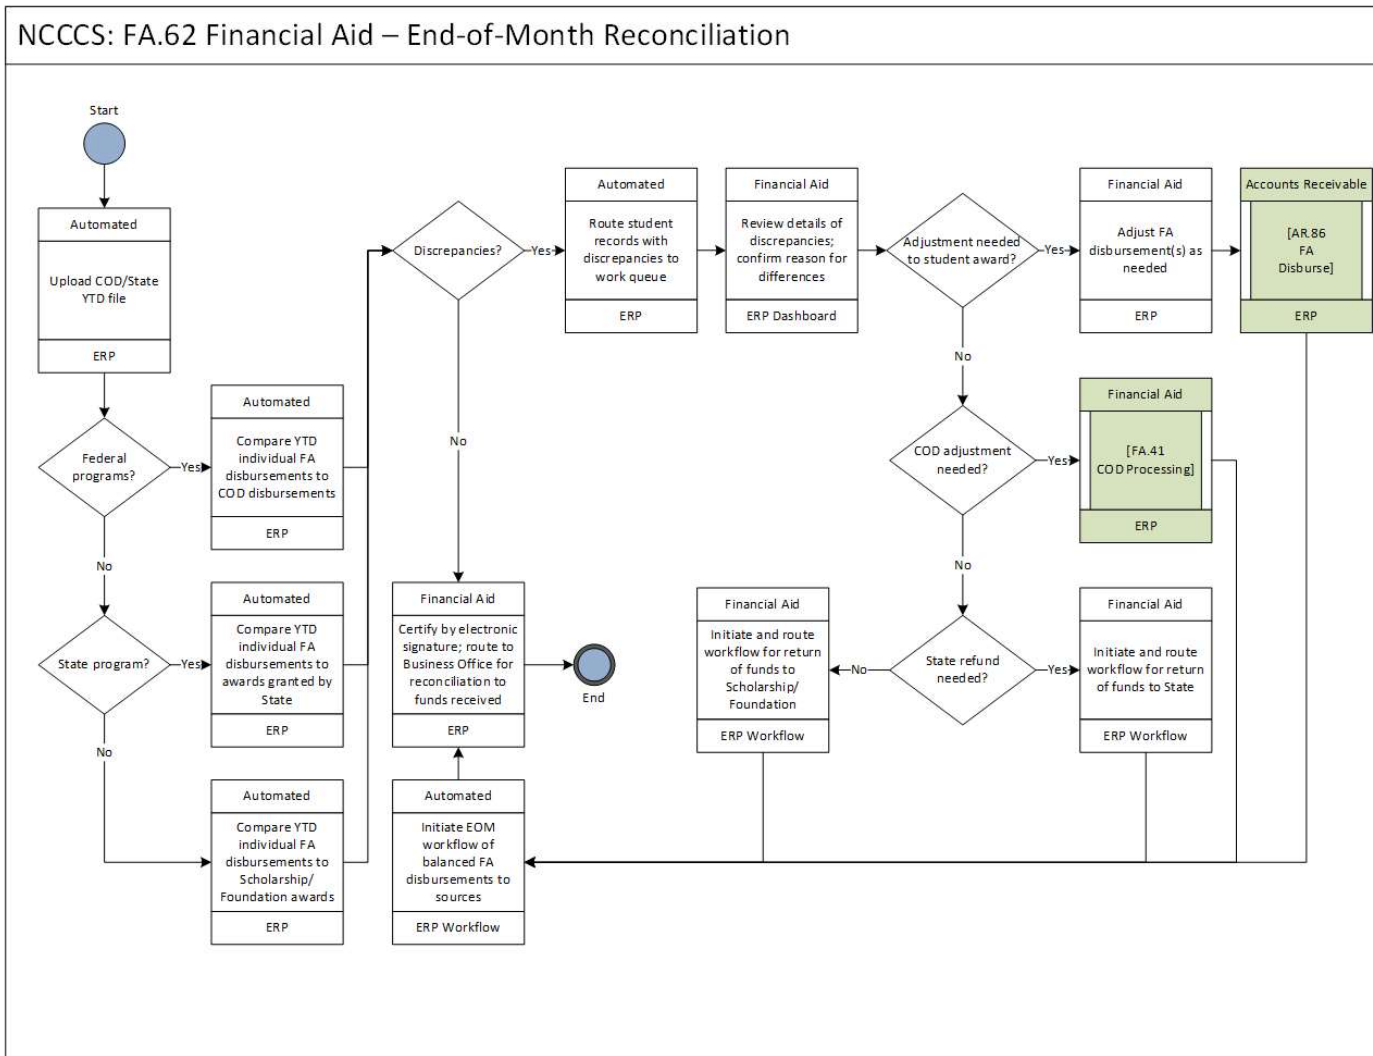 NCCCS: FA.62 Financial Aid – End-of-Month Reconciliation
Start
Automated
Upload COD/State
YTD file
ERP
Federal
programs?
Yes
No
Automated
Compare YTD
individual FA
disbursements to
COD disbursements
ERP
State program?
Yes
No
Automated
Compare YTD
individual FA
disbursements to
awards granted by
State
ERP
Automated
Compare YTD
individual FA
disbursements to
Scholarship/
Foundation awards
ERP
Discrepancies?
Yes
No
Automated
Route student
records with
discrepancies to
work queue
ERP
Financial Aid
Review details of
discrepancies;
confirm reason for
differences
ERP Dashboard
Adjustment needed
to student award?
Yes
No
Financial Aid
Adjust FA
disbursement(s) as
needed
ERP
Accounts Receivable
[AR.86
FA
Disburse]
ERP
COD adjustment
needed?
Yes
No
Financial Aid
[FA.41
COD Processing]
ERP
State refund
needed?
Yes
No
Financial Aid
Initiate and route
workflow for return
of funds to State
ERP Workflow
Financial Aid
Initiate and route
workflow for return
of funds to
Scholarship/
Foundation
ERP Workflow
Automated
Initiate EOM
workflow of
balanced FA
disbursements to
sources
ERP Workflow
Financial Aid
Certify by electronic
signature; route to
Business Office for
reconciliation to
funds received
ERP
End